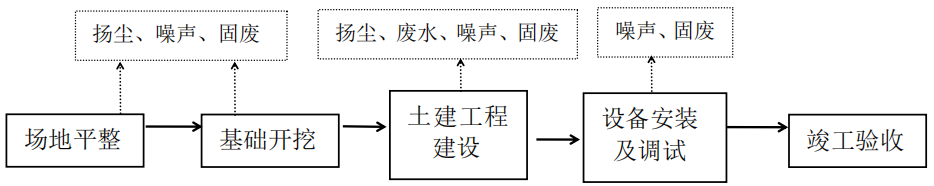 扬尘、噪声、固废
扬尘、废水、噪声、固废
噪声、固废
场地平整
基础开挖
土建工程
建设
设备安装
及调试
竣工验收